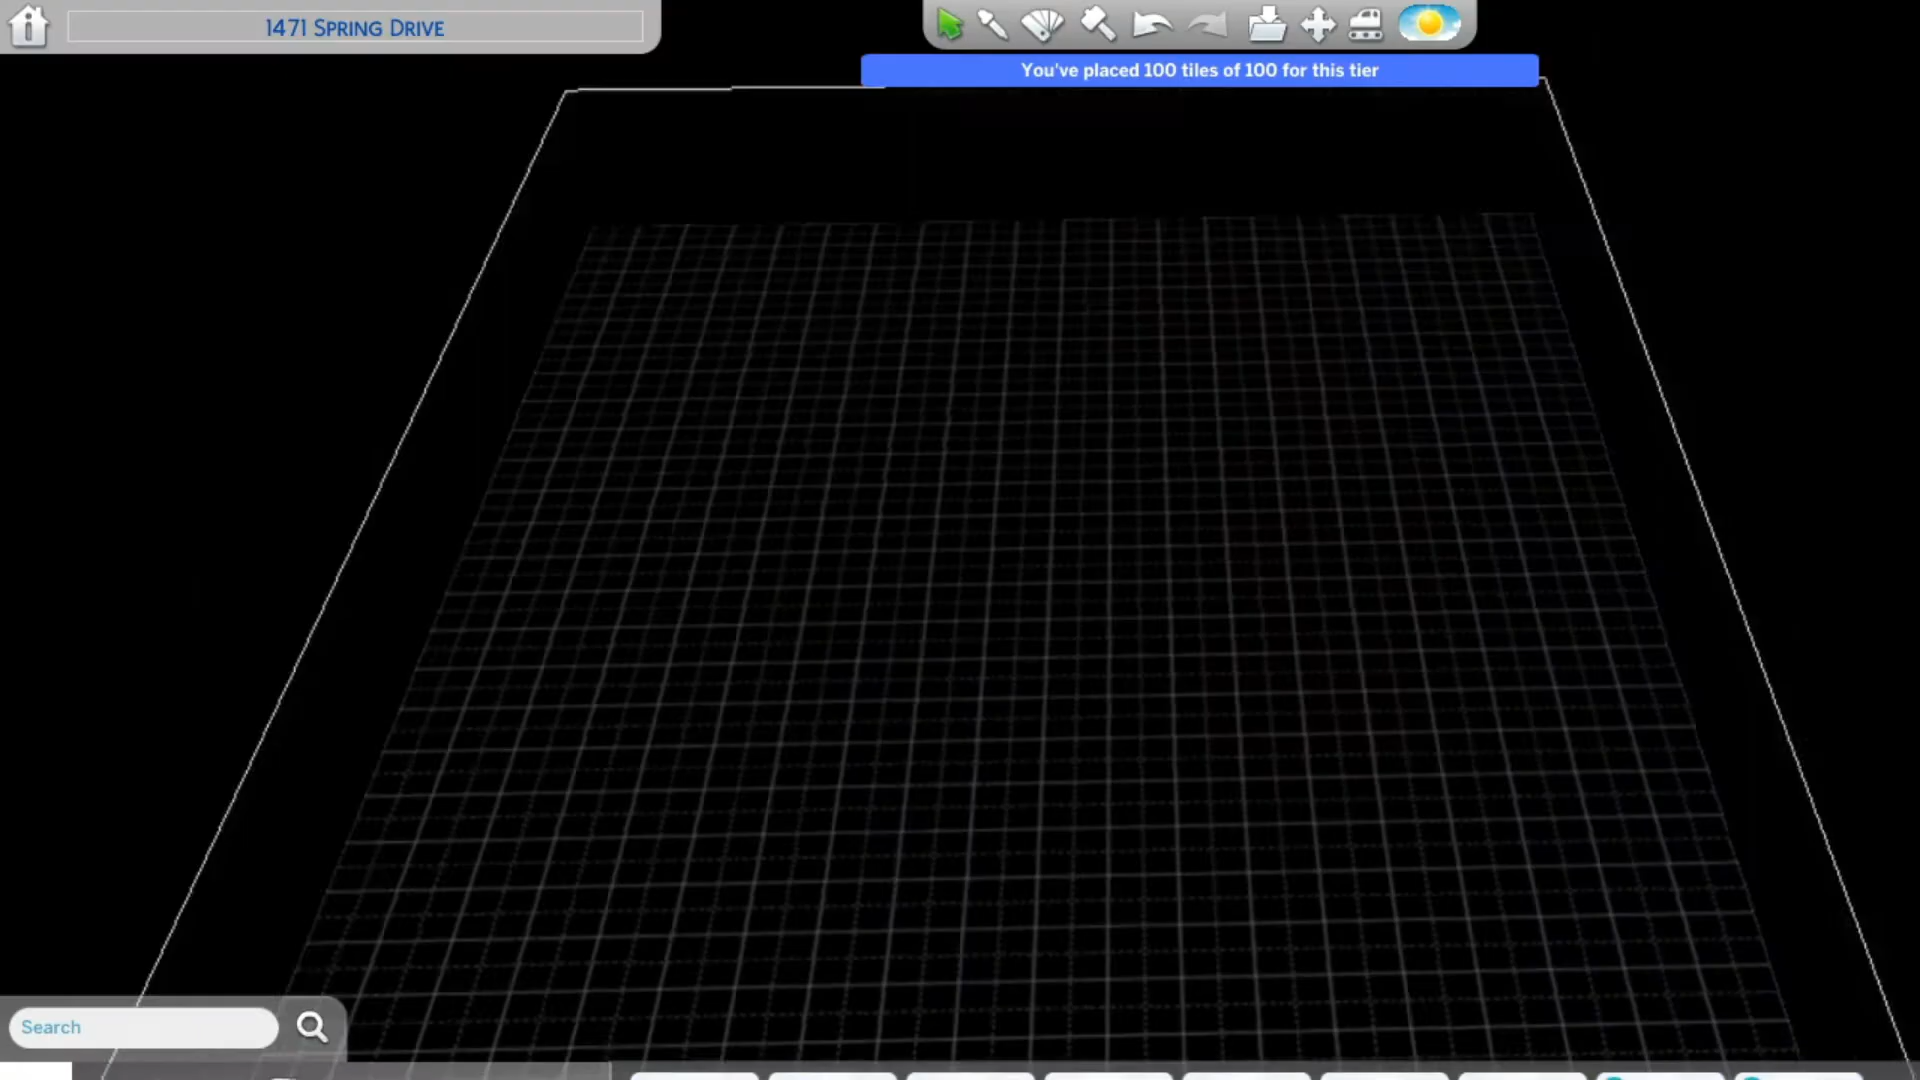 1471 SPRING DRIVE
You've placed 100 tiles of 100 for this tier
Search